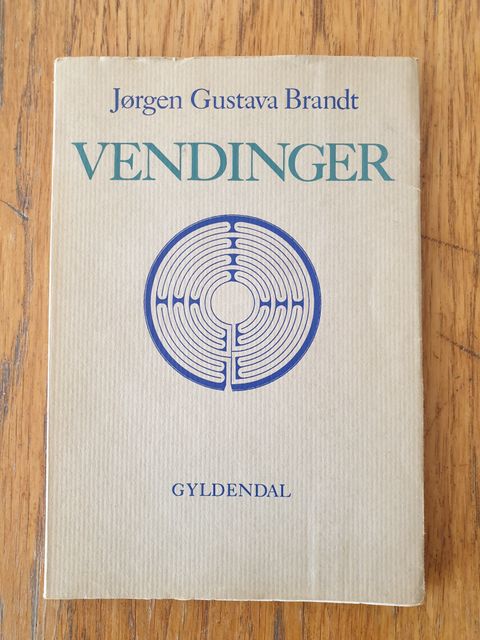 Jørgen Gustava Brandt
VENDINGER
GYLDENDAL